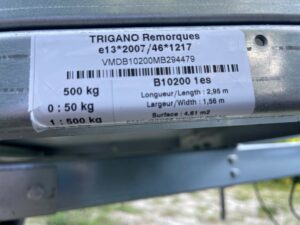 TRIGANO Remorques
e13*2007/46*1217
VMDB10200MB294479
B10200 1es
500 kg
Longueur/Length : 2,95 m
Largeur/Width : 1,56 m
0 : 50 kg
Surface : 4,61 m2
1 : 500 kg